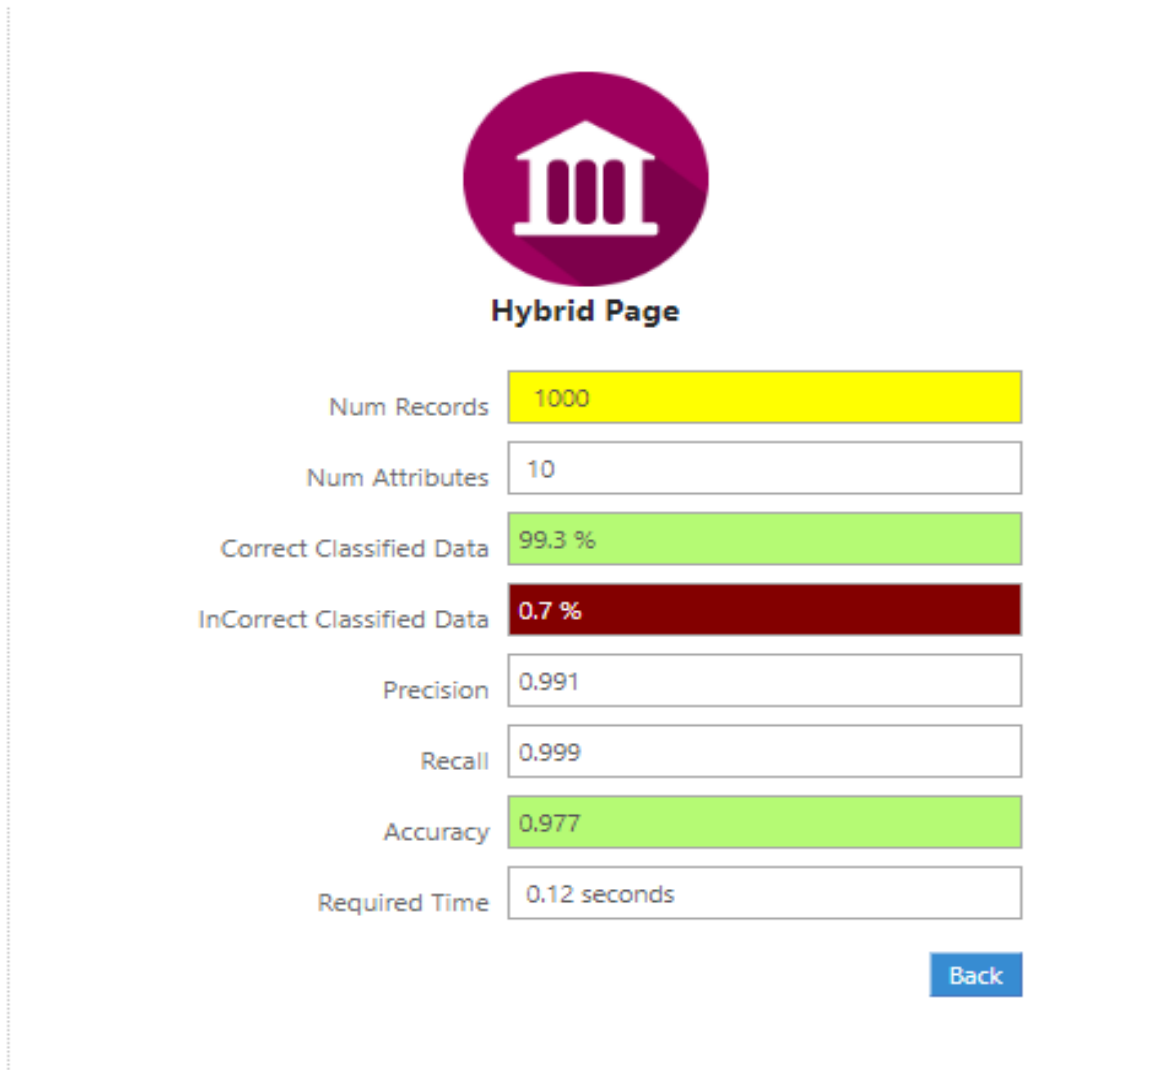 Hybrid Page
Num Records 1000
Num Attributes 10
Correct Classified Data 99.3 %
InCorrect Classified Data 0.7 %
Precision 0.991
Recall 0.999
Accuracy 0.977
Required Time 0.12 seconds
Back